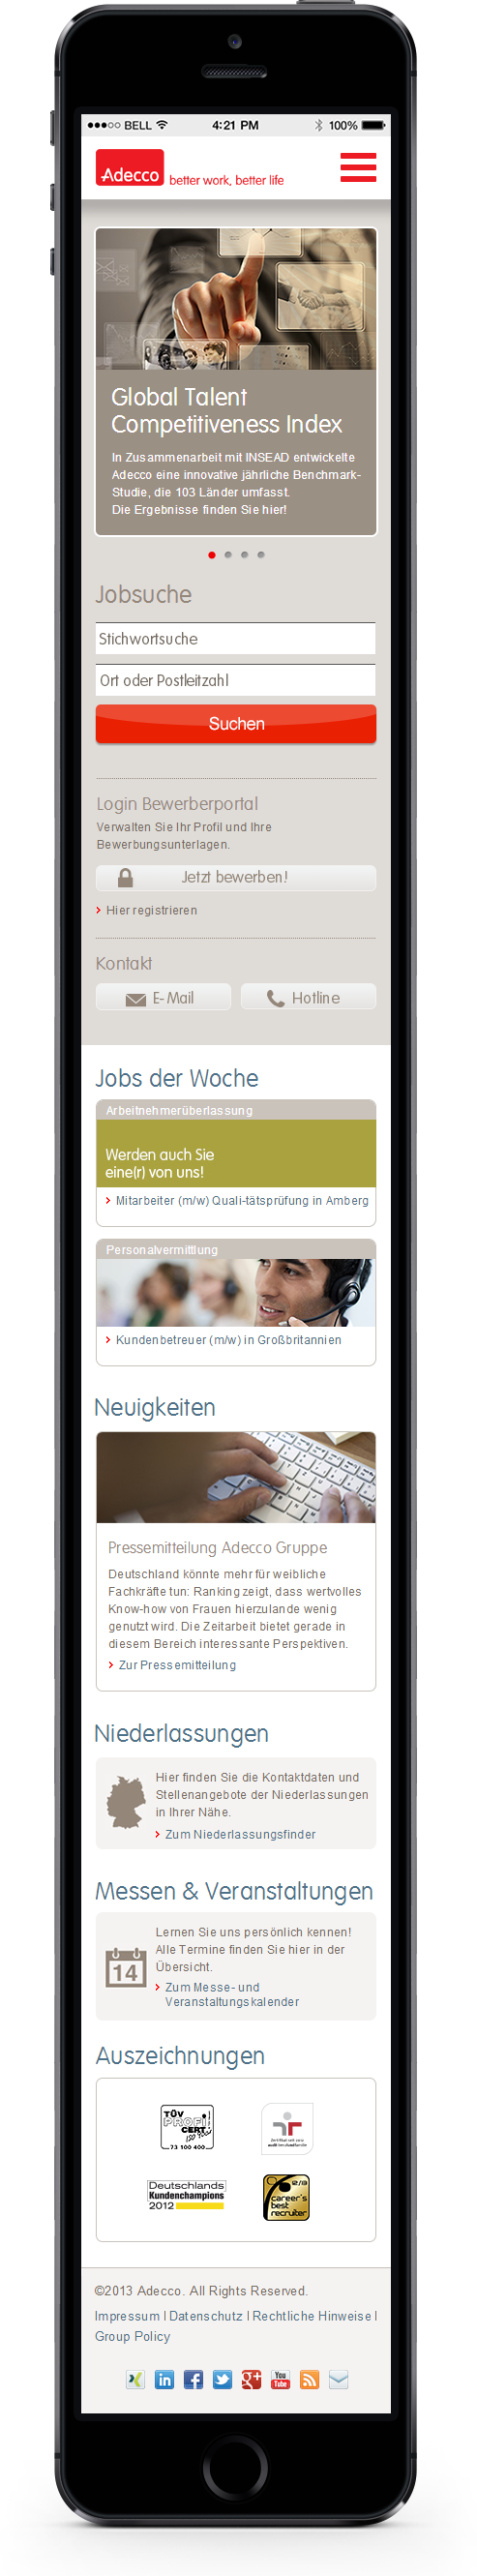 BELL
4:21 PM
100%
Adecco
better work, better life
Global Talent
Competitiveness Index
In Zusammenarbeit mit INSEAD entwickelte
Adecco eine innovative jährliche Benchmark-
Studie, die 103 Länder umfasst.
Die Ergebnisse finden Sie hier!
Jobsuche
Stichwortsuche
Ort oder Postleitzahl
Suchen
Login Bewerberportal
Verwalten Sie Ihr Profil und Ihre
Bewerbungsunterlagen.
Jetzt bewerben!
Hier registrieren
Kontakt
E-Mail
Hotline
Jobs der Woche
Arbeitnehmerüberlassung
Werden auch Sie
eine(r) von uns!
Mitarbeiter (m/w) Quali-tätsprüfung in Amberg
Personalvermittlung
Kundenbetreuer (m/w) in Großbritannien
Neuigkeiten
Pressemitteilung Adecco Gruppe
Deutschland könnte mehr für weibliche
Fachkräfte tun: Ranking zeigt, dass wertvolles
Know-how von Frauen hierzulande wenig
genutzt wird. Die Zeitarbeit bietet gerade in
diesem Bereich interessante Perspektiven.
Zur Pressemitteilung
Niederlassungen
Hier finden Sie die Kontaktdaten und
Stellenangebote der Niederlassungen
in Ihrer Nähe.
Zum Niederlassungsfinder
Messen & Veranstaltungen
14
Lernen Sie uns persönlich kennen!
Alle Termine finden Sie hier in der
Übersicht.
Zum Messe- und
Veranstaltungskalender
Auszeichnungen
TÜV
PROFI
CERT
73 100 400
Deutschlands
Kundenchampions
2012
12/13
career's
best
recruiter
©2013 Adecco. All Rights Reserved.
Impressum | Datenschutz | Rechtliche Hinweise |
Group Policy
in
f
g+
You
Tube